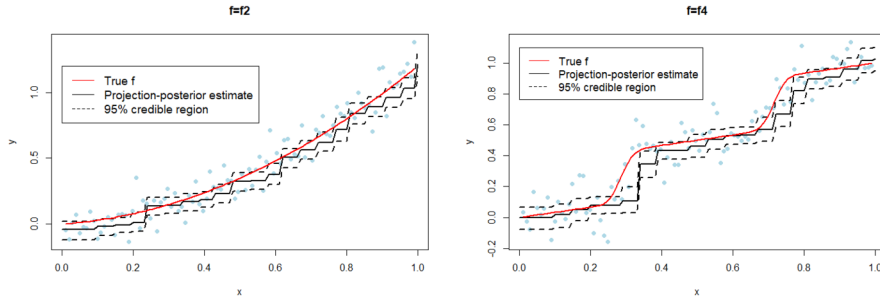 f=f2
True f
Projection-posterior estimate
95% credible region
y
0.0
0.5
1.0
0.0
0.2
0.4
0.6
0.8
1.0
x
f=f4
True f
Projection-posterior estimate
95% credible region
y
-0.2
0.0
0.2
0.4
0.6
0.8
1.0
0.0
0.2
0.4
0.6
0.8
1.0
x